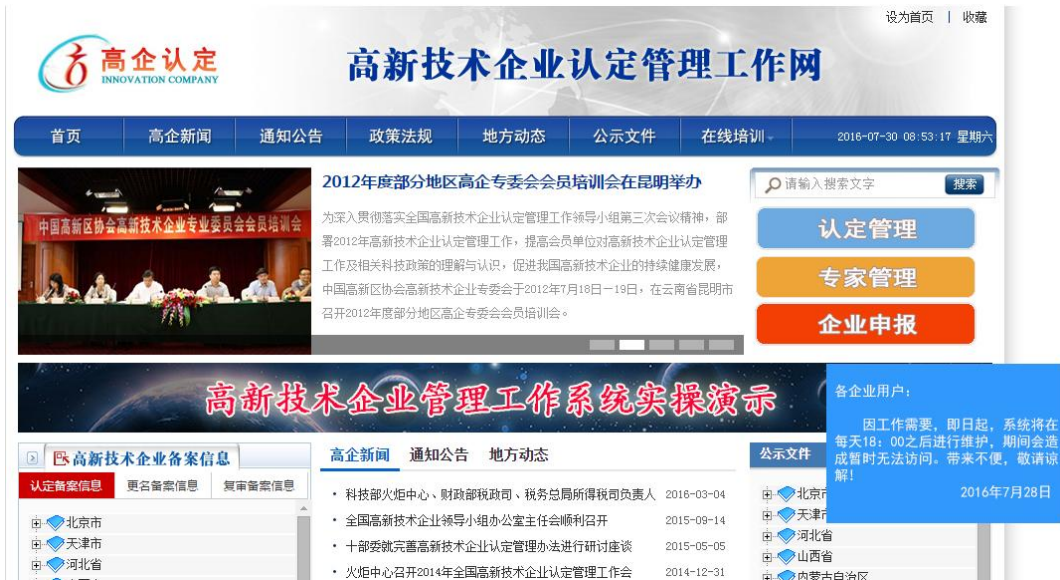 设为首页 | 收藏
高企认定
INNOVATION COMPANY
高新技术企业认定管理工作网
首页 高企新闻 通知公告 政策法规 地方动态 公示文件 在线培训 2016-07-30 08:53:17 星期六
中国高新区协会高新技术企业专业委员会会员培训会
2012年度部分地区高企专委会会员培训会在昆明举办
为深入贯彻落实全国高新技术企业认定管理工作领导小组第三次会议精神，部
署2012年高新技术企业认定管理工作，提高会员单位对高新技术企业认定管理
工作及相关科技政策的理解与认识，促进我国高新技术企业的持续健康发展，
中国高新区协会高新技术企业专委会于2012年7月18日－19日，在云南省昆明市
召开2012年度部分地区高企专委会会员培训会。
请输入搜索文字 搜索
认定管理
专家管理
企业申报
高新技术企业管理工作系统实操演示
各企业用户：
因工作需要，即日起，系统将在
每天18：00之后进行维护，期间会造
成暂时无法访问。带来不便，敬请谅
解！
2016年7月28日
高新技术企业备案信息
认定备案信息 更名备案信息 复审备案信息
北京市
天津市
河北省
高企新闻 通知公告 地方动态
· 科技部火炬中心、财政部税政司、税务总局所得税司负责人 2016-03-04
· 全国高新技术企业领导小组办公室主任会顺利召开 2015-09-14
· 十部委就完善高新技术企业认定管理办法进行研讨座谈 2015-05-05
· 火炬中心召开2014年全国高新技术企业认定管理工作会 2014-12-31
公示文件
北京
天津
河北省
山西省
内蒙古自治区